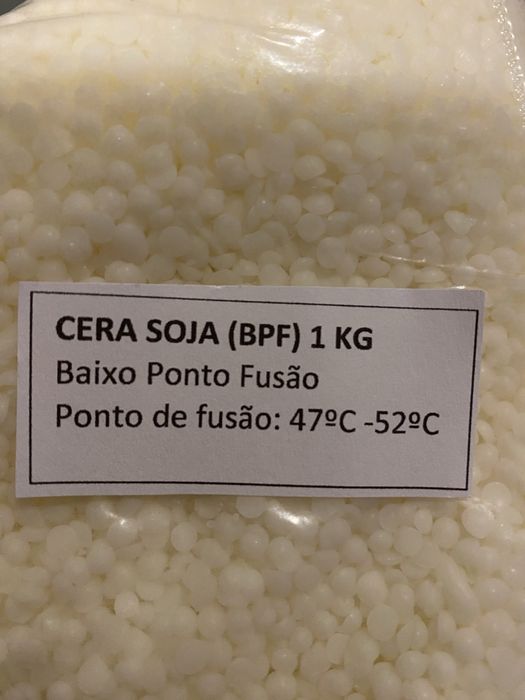 CERA SOJA (BPF) 1 KG
Baixo Ponto Fusão
Ponto de fusão: 47ºC -52ºC